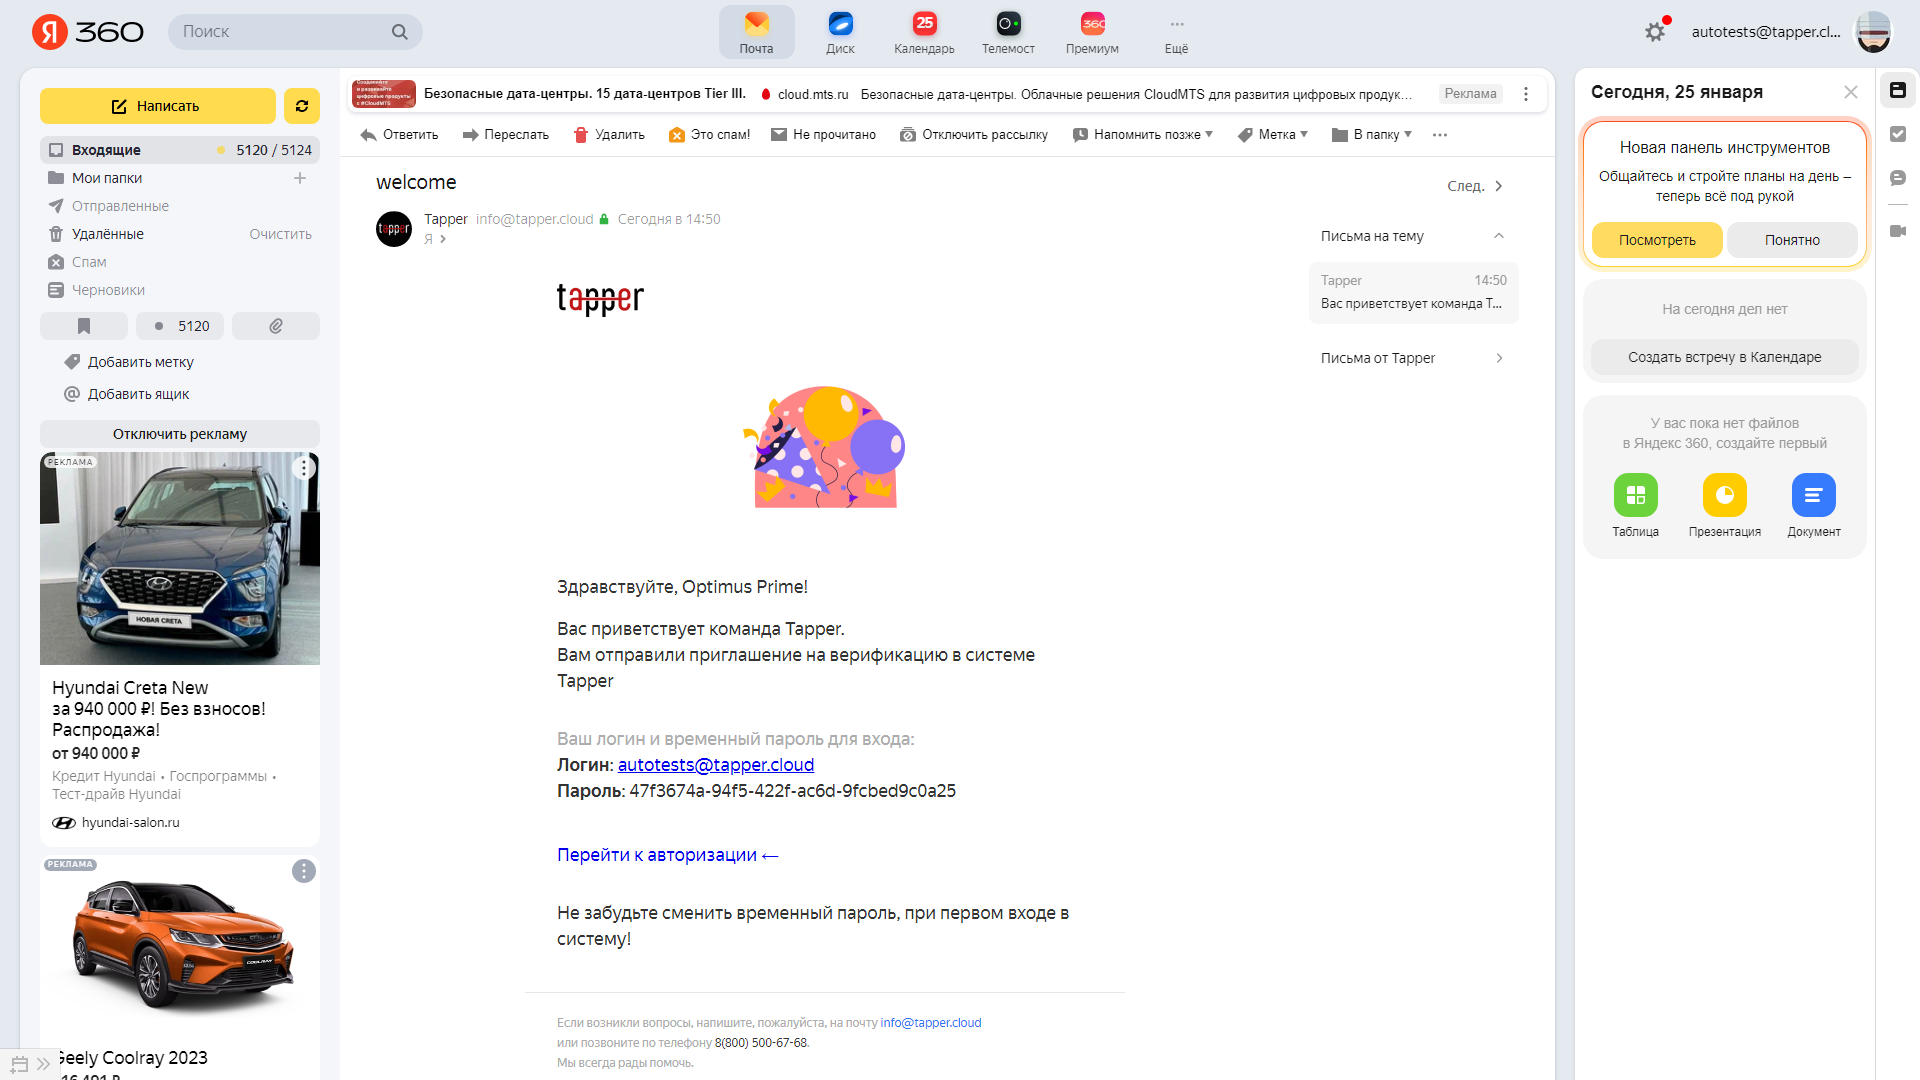 Я 360
Поиск
Почта
Диск
25
Календарь
Телемост
360
Премиум
Ещё
autotests@tapper.cl...
Написать
Входящие 5120 / 5124
Мои папки
Отправленные
Удалённые Очистить
Спам
Черновики
5120
Добавить метку
Добавить ящик
Отключить рекламу
РЕКЛАМА
НОВАЯ CRETA
Hyundai Creta New
за 940 000 ₽! Без взносов!
Распродажа!
от 940 000 ₽
Кредит Hyundai • Госпрограммы •
Тест-драйв Hyundai
hyundai-salon.ru
РЕКЛАМА
COOLRAY
Geely Coolray 2023
Безопасные дата-центры. 15 дата-центров Tier III. cloud.mts.ru Безопасные дата-центры. Облачные решения CloudMTS для развития цифровых продук... Реклама
и развивайте
цифровые продукты
с #CloudMTS
Ответить Переслать Удалить Это спам! Не прочитано Отключить рассылку Напомнить позже Метка В папку
welcome
След.
tapper
Tapper info@tapper.cloud Сегодня в 14:50
Я
tapper
Здравствуйте, Optimus Prime!
Вас приветствует команда Tapper.
Вам отправили приглашение на верификацию в системе
Tapper
Ваш логин и временный пароль для входа:
Логин: autotests@tapper.cloud
Пароль: 47f3674a-94f5-422f-ac6d-9fcbed9c0a25
Перейти к авторизации ←
Не забудьте сменить временный пароль, при первом входе в
систему!
Если возникли вопросы, напишите, пожалуйста, на почту info@tapper.cloud
или позвоните по телефону 8(800) 500-67-68.
Мы всегда рады помочь.
Письма на тему
Tapper 14:50
Вас приветствует команда Т...
Письма от Tapper
Сегодня, 25 января
Новая панель инструментов
Общайтесь и стройте планы на день –
теперь всё под рукой
Посмотреть Понятно
На сегодня дел нет
Создать встречу в Календаре
У вас пока нет файлов
в Яндекс 360, создайте первый
Таблица Презентация Документ